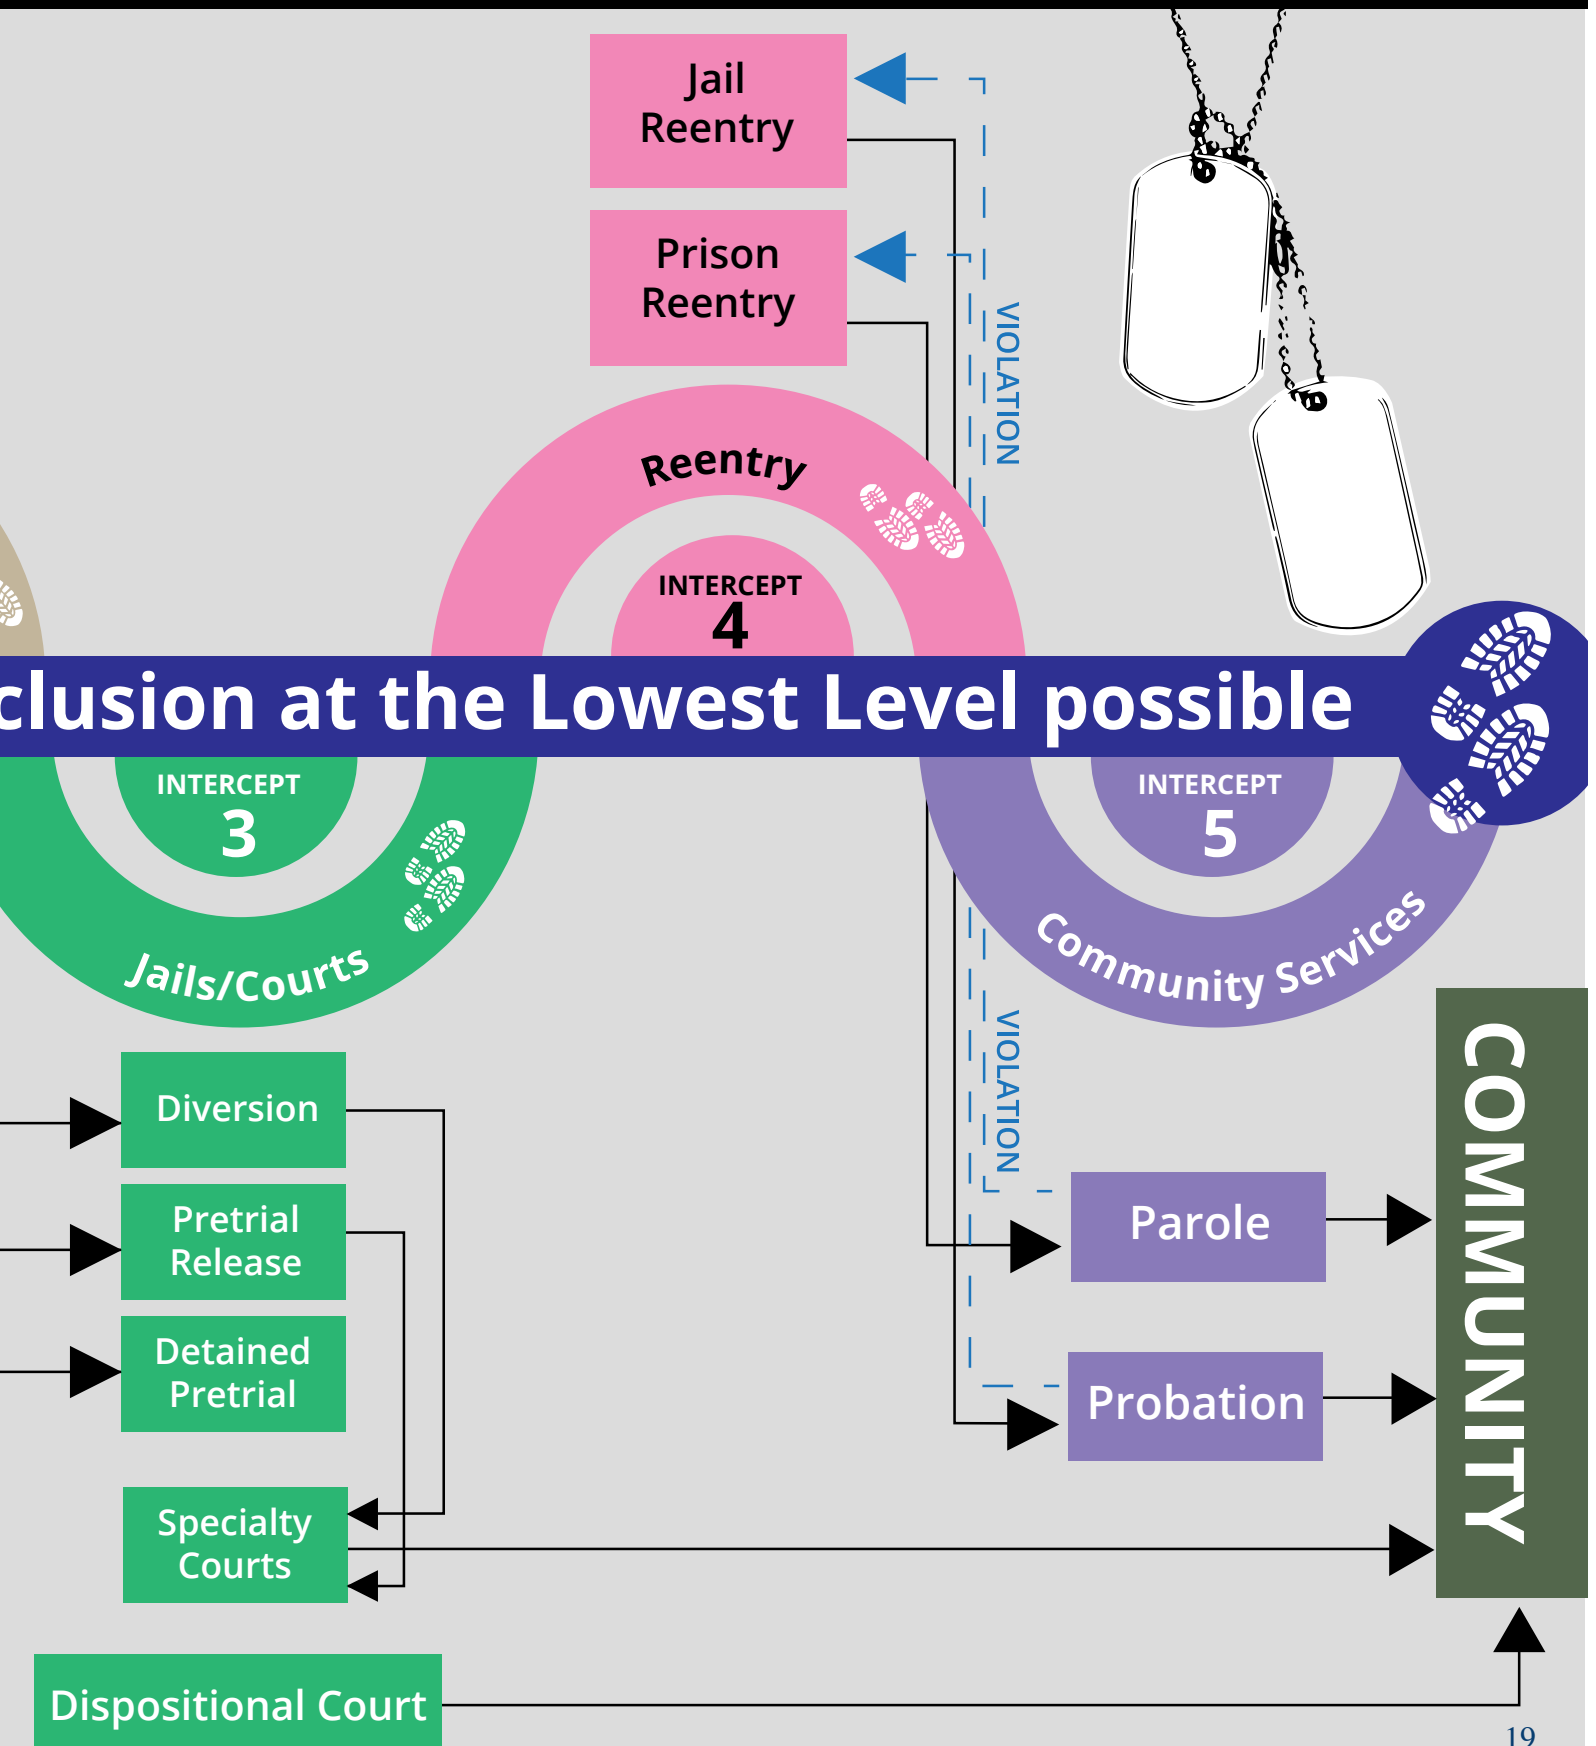 Jail
Reentry
Prison
Reentry
VIOLATION
Reentry
INTERCEPT
4
clusion at the Lowest Level possible
INTERCEPT
3
Jails/Courts
INTERCEPT
5
Community Services
VIOLATION
Diversion
Pretrial
Release
Detained
Pretrial
Specialty
Courts
Dispositional Court
Parole
Probation
COMMUNITY
19